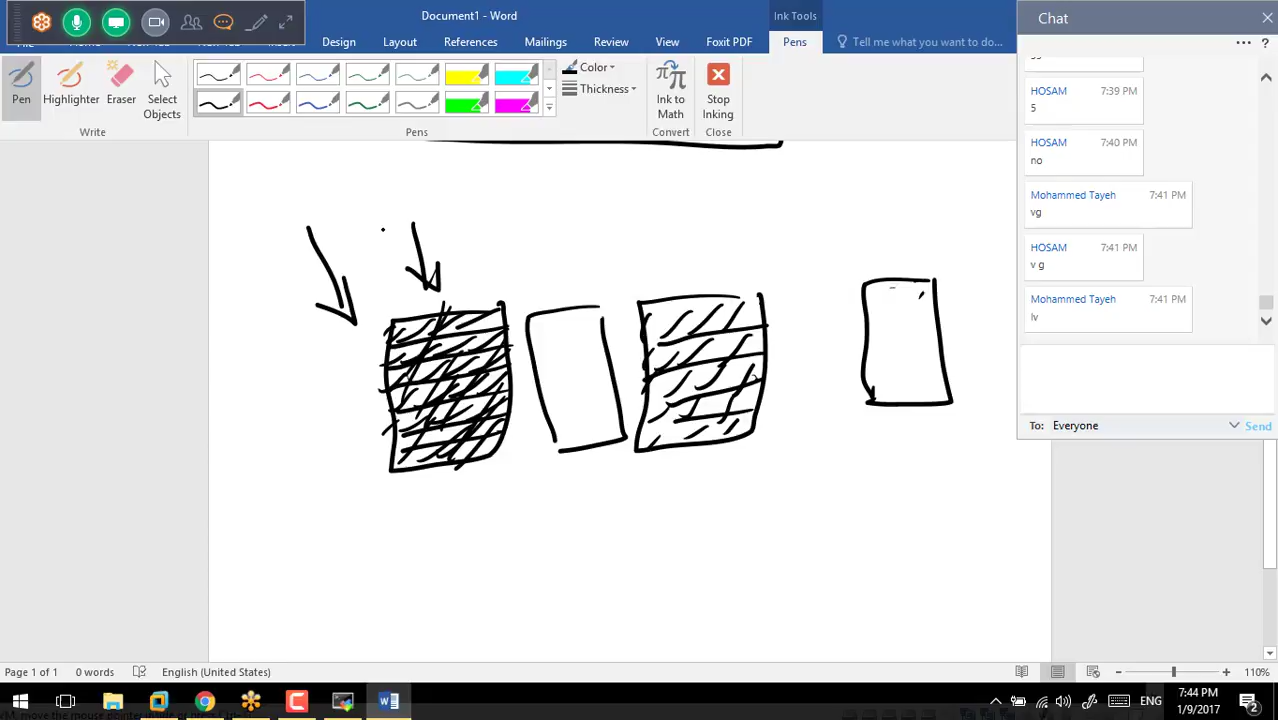 Document1 - Word
Ink Tools
Chat
Design
Layout
References
Mailings
Review
View
Foxit PDF
Pens
Tell me what you want to do...
Pen
Highlighter
Eraser
Select
Objects
Color
Thickness
Ink to
Math
Stop
Inking
Write
Pens
Convert
Close
HOSAM 7:39 PM
5
HOSAM 7:40 PM
no
Mohammed Tayeh 7:41 PM
vg
HOSAM 7:41 PM
v g
Mohammed Tayeh 7:41 PM
lv
To: Everyone
Send
Page 1 of 1
0 words
English (United States)
110%
ENG
7:44 PM
1/9/2017
2